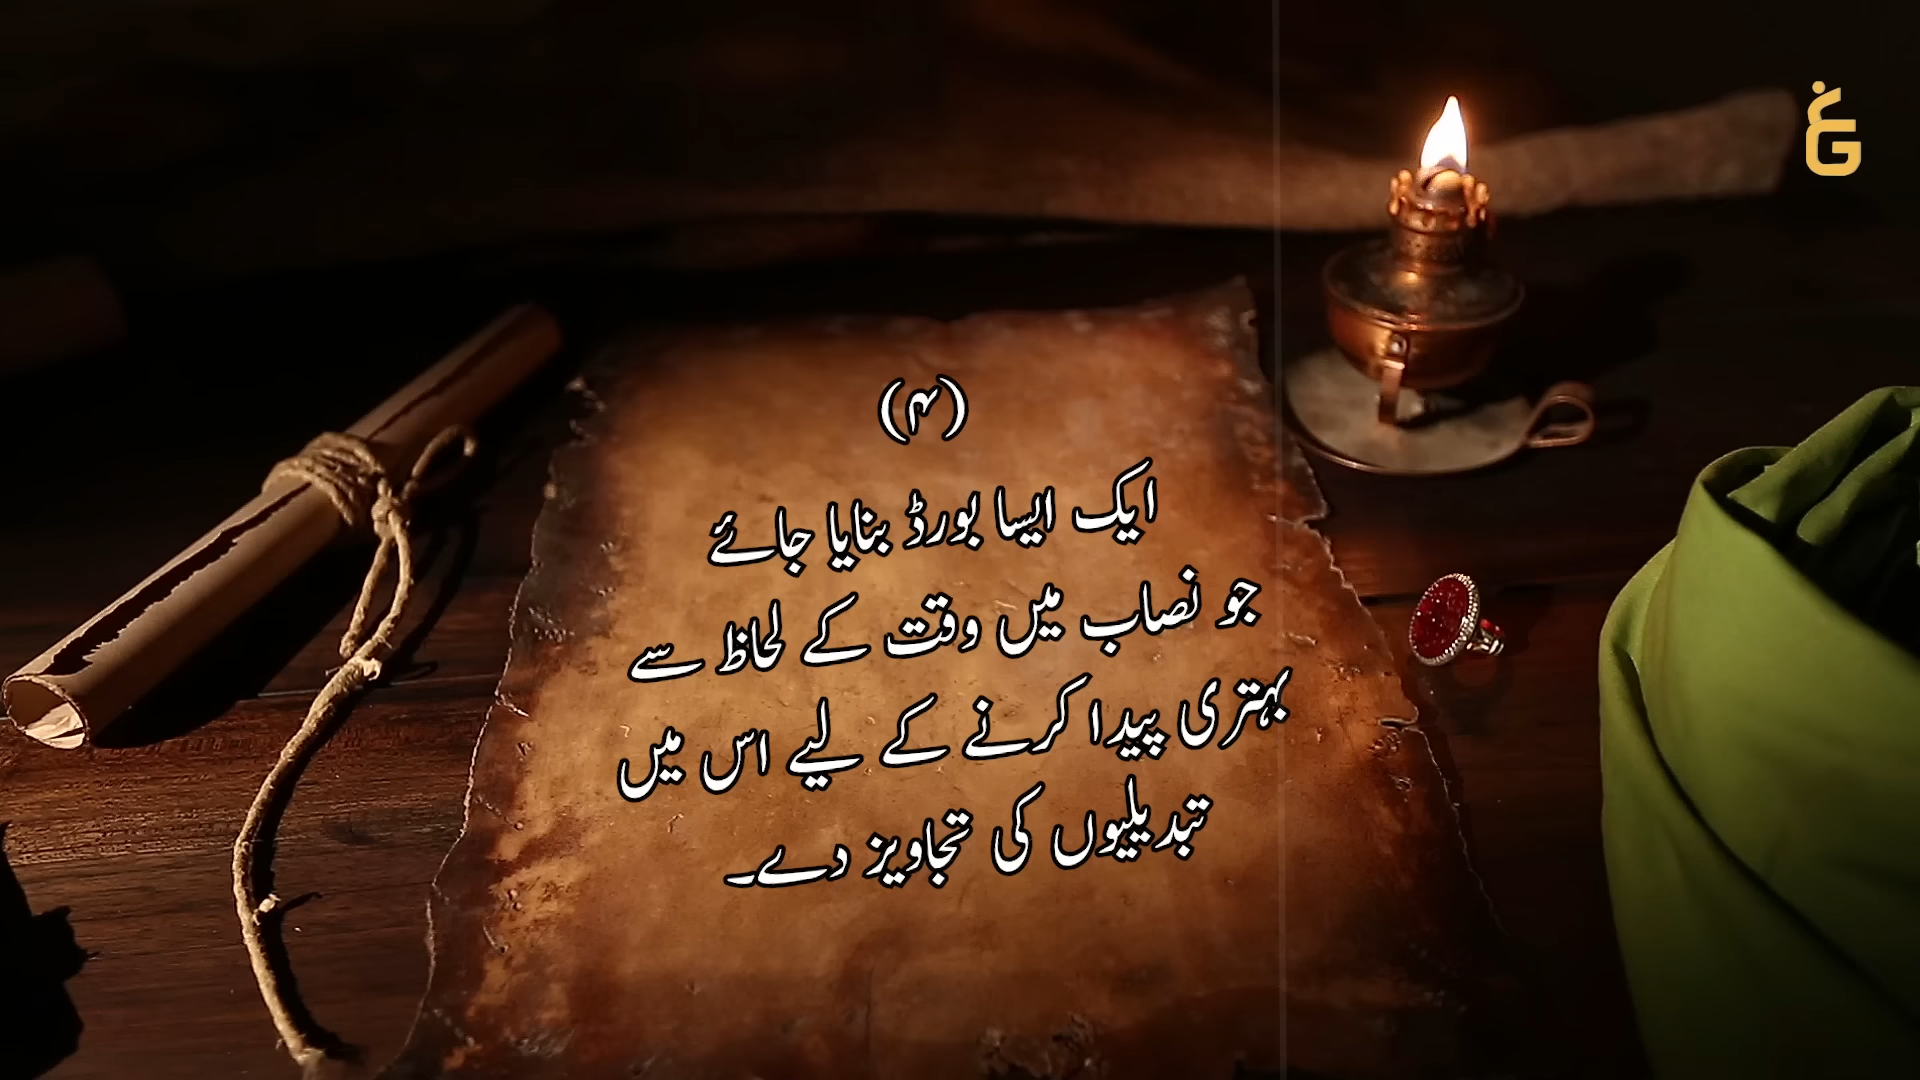 (۴)
ایک ایسا بورڈ بنایا جائے
جو نصاب میں وقت کے لحاظ سے
بہتری پیدا کرنے کے لیے اس میں
تبدیلیوں کی تجاویز دے۔
غG